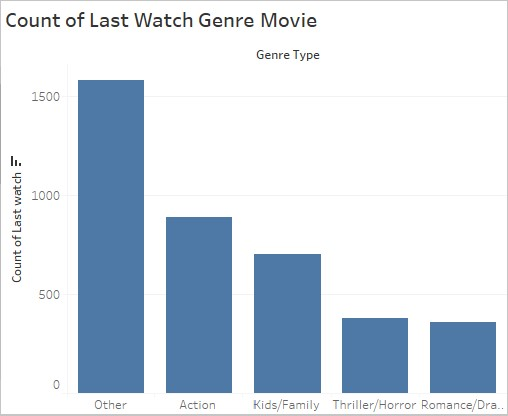 Count of Last Watch Genre Movie
Genre Type
1500
1000
500
0
Count of Last watch
Other Action Kids/Family Thriller/Horror Romance/Dra..